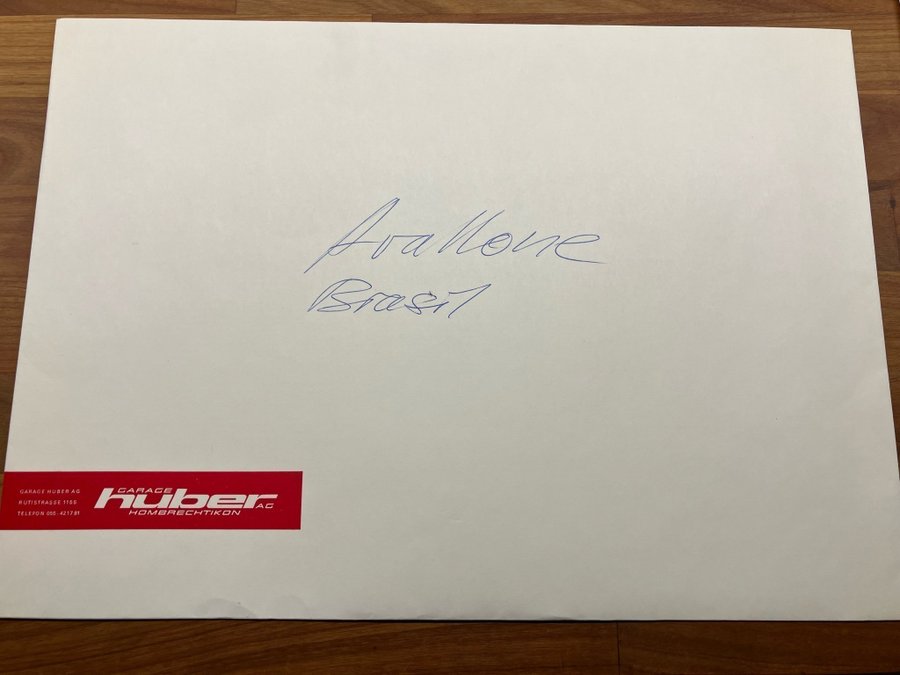 Avallone
Brasil
GARAGE HUBER AG
RÜTISTRASSE 1155
TELEFON 055.42 17 81
GARAGE
huber AG
HOMBRECHTIKON